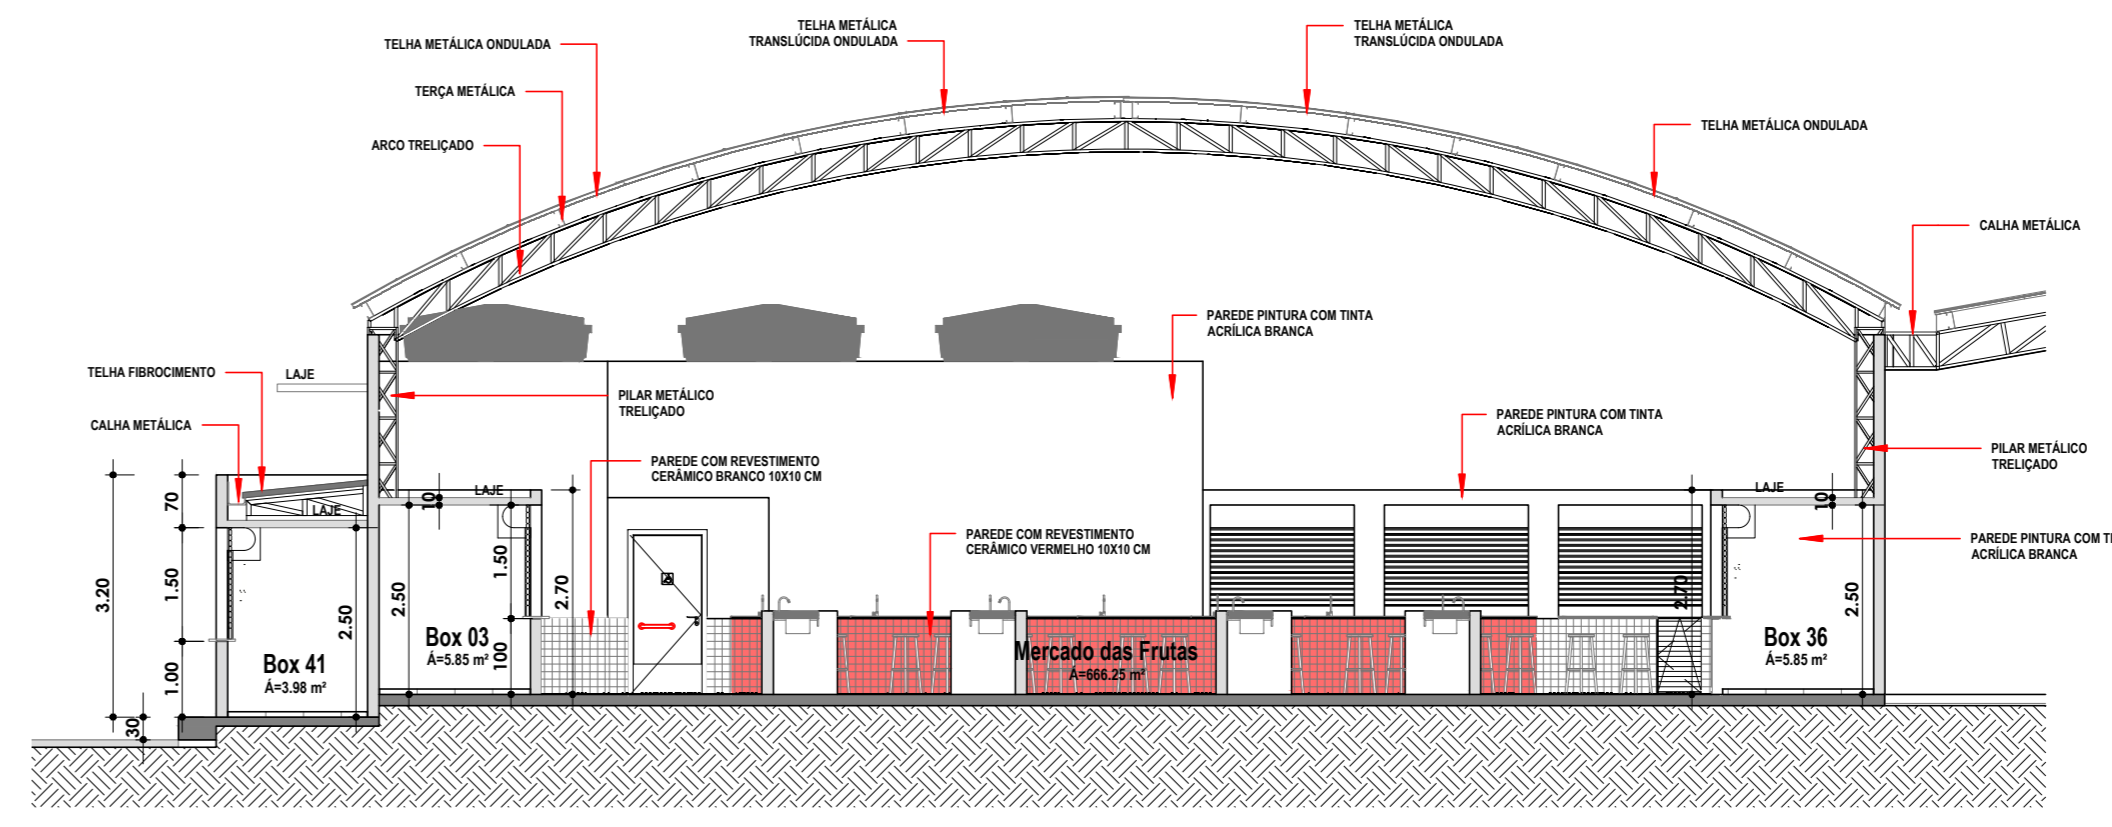 TELHA METÁLICA
TRANSLÚCIDA ONDULADA
TELHA METÁLICA
TRANSLÚCIDA ONDULADA
TELHA METÁLICA ONDULADA
TERÇA METÁLICA
ARCO TRELIÇADO
TELHA METÁLICA ONDULADA
CALHA METÁLICA
PAREDE PINTURA COM TINTA
ACRÍLICA BRANCA
TELHA FIBROCIMENTO
LAJE
PILAR METÁLICO
TRELIÇADO
CALHA METÁLICA
PAREDE PINTURA COM TINTA
ACRÍLICA BRANCA
PILAR METÁLICO
TRELIÇADO
PAREDE COM REVESTIMENTO
CERÂMICO BRANCO 10X10 CM
LAJE
LAJE
LAJE
10
10
70
PAREDE COM REVESTIMENTO
CERÂMICO VERMELHO 10X10 CM
PAREDE PINTURA COM TI
ACRÍLICA BRANCA
3.20
1.50
2.50
2.50
1.50
2.70
2.70
2.50
Box 41
Á=3.98 m²
1.00
30
Box 03
Á=5.85 m²
100
Mercado das Frutas
Á=666.25 m²
Box 36
Á=5.85 m²